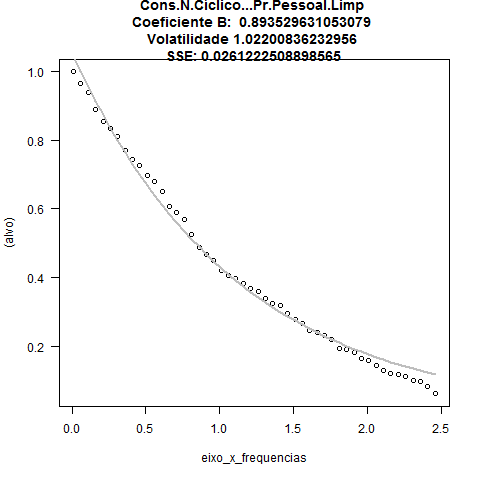 Cons.N.Ciclico...Pr.Pessoal.Limp
Coeficiente B: 0.893529631053079
Volatilidade 1.02200836232956
SSE: 0.0261222508898565
1.0
0.8
0.6
0.4
0.2
(alvo)
0.0 0.5 1.0 1.5 2.0 2.5
eixo_x_frequencias